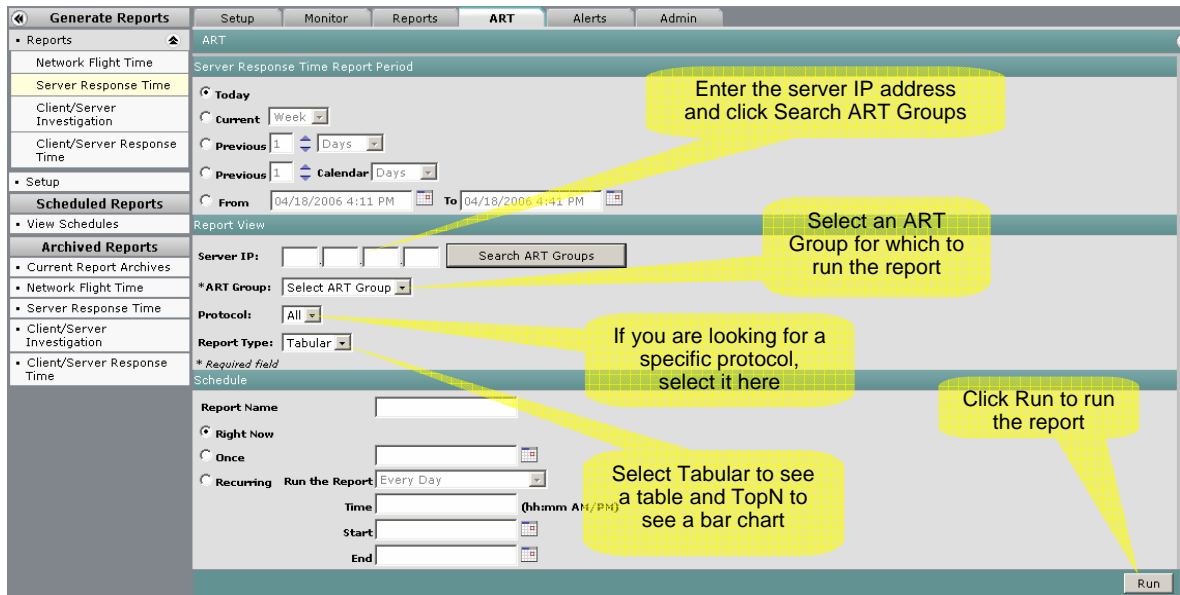 Generate Reports
Setup Monitor Reports ART Alerts Admin
Reports
Network Flight Time
Server Response Time
Client/Server
Investigation
Client/Server Response
Time
Setup
Scheduled Reports
View Schedules
Archived Reports
Current Report Archives
Network Flight Time
Server Response Time
Client/Server
Investigation
Client/Server Response
Time
ART
Server Response Time Report Period
Today
Current Week
Previous 1 Days
Previous 1 Calendar Days
From 04/18/2006 4:11 PM To 04/18/2006 4:41 PM
Enter the server IP address
and click Search ART Groups
Report View
Server IP: . . . Search ART Groups
*ART Group: Select ART Group
Protocol: All
Report Type: Tabular
* Required field
Select an ART
Group for which to
run the report
If you are looking for a
specific protocol,
select it here
Schedule
Report Name
Right Now
Once
Recurring Run the Report Every Day
Time (hh:mm AM/PM)
Start
End
Select Tabular to see
a table and TopN to
see a bar chart
Click Run to run
the report
Run